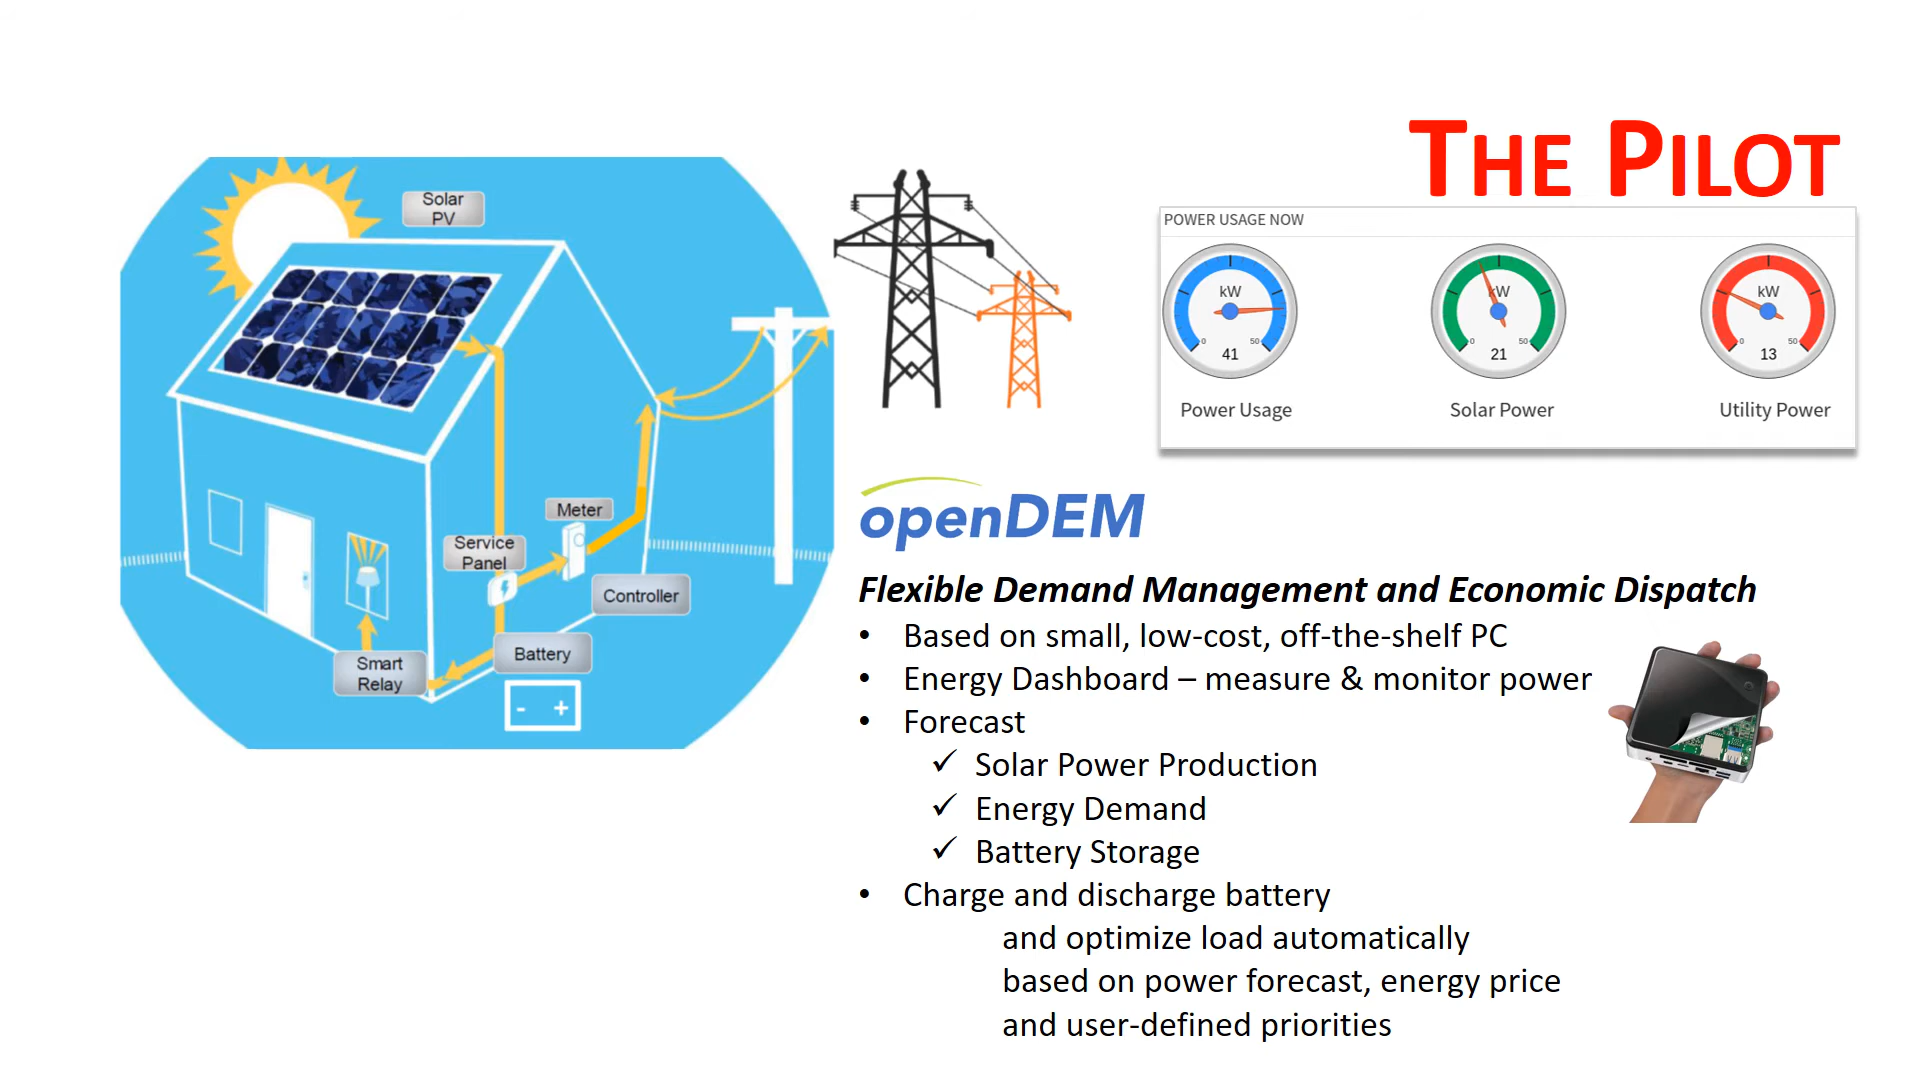 THE PILOT
Solar
PV
Meter
Service
Panel
Controller
Battery
Smart
Relay
- +
POWER USAGE NOW
kW
0 50
41
Power Usage
kW
0 50
21
Solar Power
kW
0 50
13
Utility Power
openDEM
Flexible Demand Management and Economic Dispatch
• Based on small, low-cost, off-the-shelf PC
• Energy Dashboard – measure & monitor power
• Forecast
✓ Solar Power Production
✓ Energy Demand
✓ Battery Storage
• Charge and discharge battery
and optimize load automatically
based on power forecast, energy price
and user-defined priorities